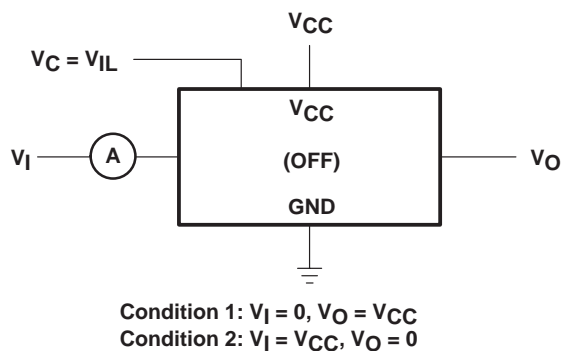 VCC
VC = VIL
VCC
VI
A
(OFF)
VO
GND
Condition 1: VI = 0, VO = VCC
Condition 2: VI = VCC, VO = 0